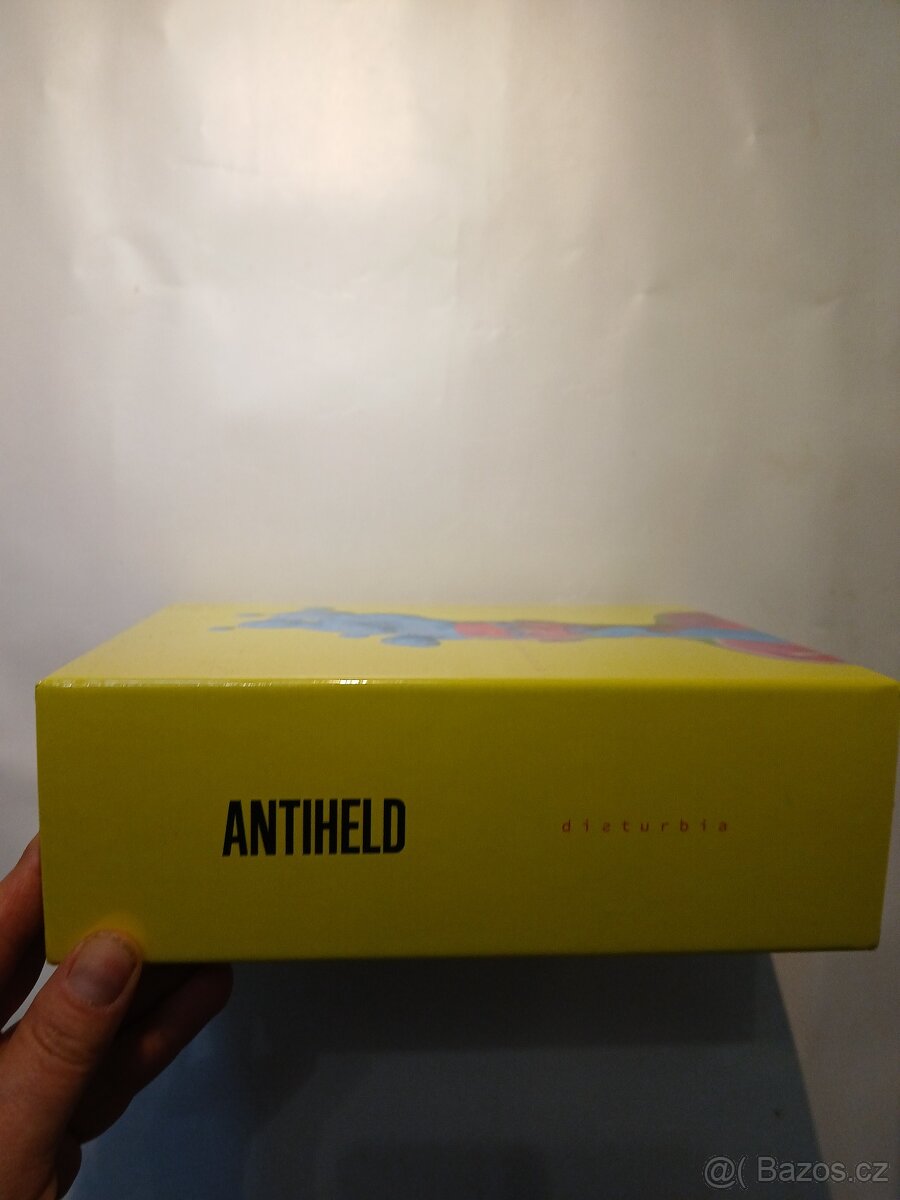 ANTIHELD
disturbia
@( Bazos.cz